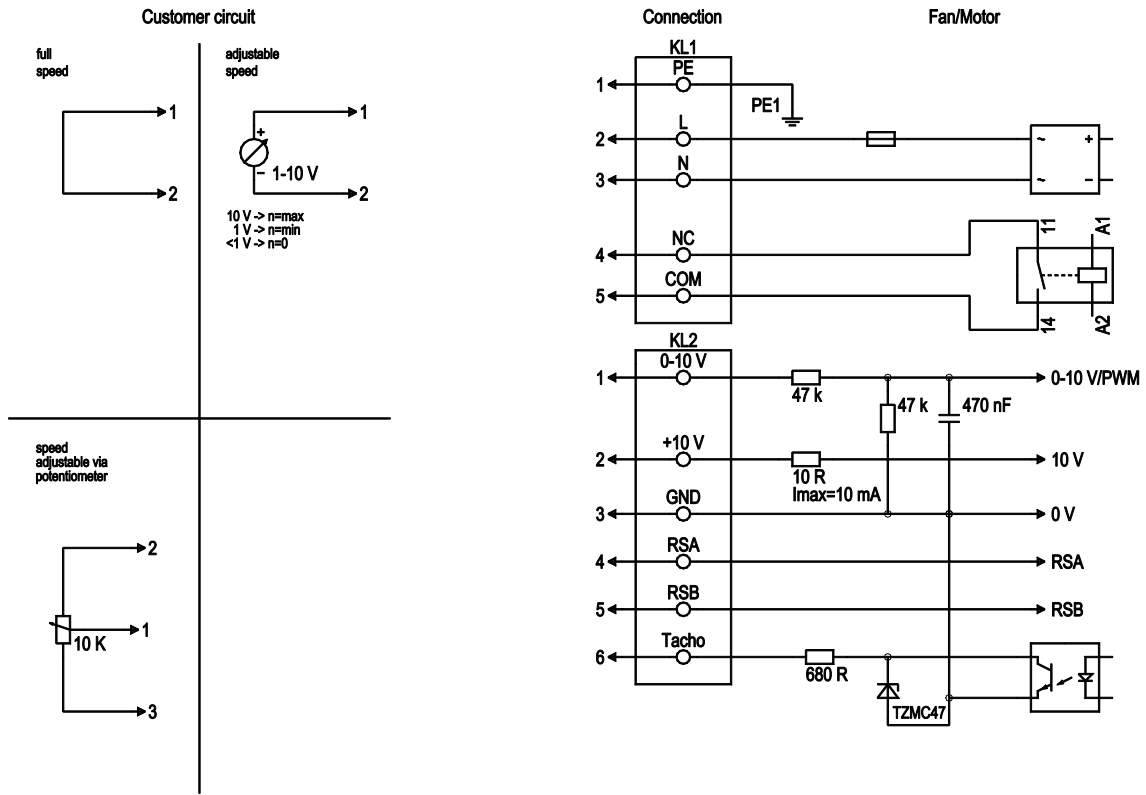 Customer circuit
Connection
Fan/Motor
full
speed
1
2
adjustable
speed
1
+
1-10 V
−
2
10 V -> n=max
1 V -> n=min
<1 V -> n=0
speed
adjustable via
potentiometer
2
1
10 K
3
KL1
PE
1
PE1
L
2
~
+
N
3
~
−
NC
4
11
A1
COM
5
14
A2
KL2
0-10 V
1
47 k
0-10 V/PWM
47 k
470 nF
+10 V
2
10 V
10 R
Imax=10 mA
GND
3
0 V
RSA
4
RSA
RSB
5
RSB
Tacho
6
680 R
TZMC47